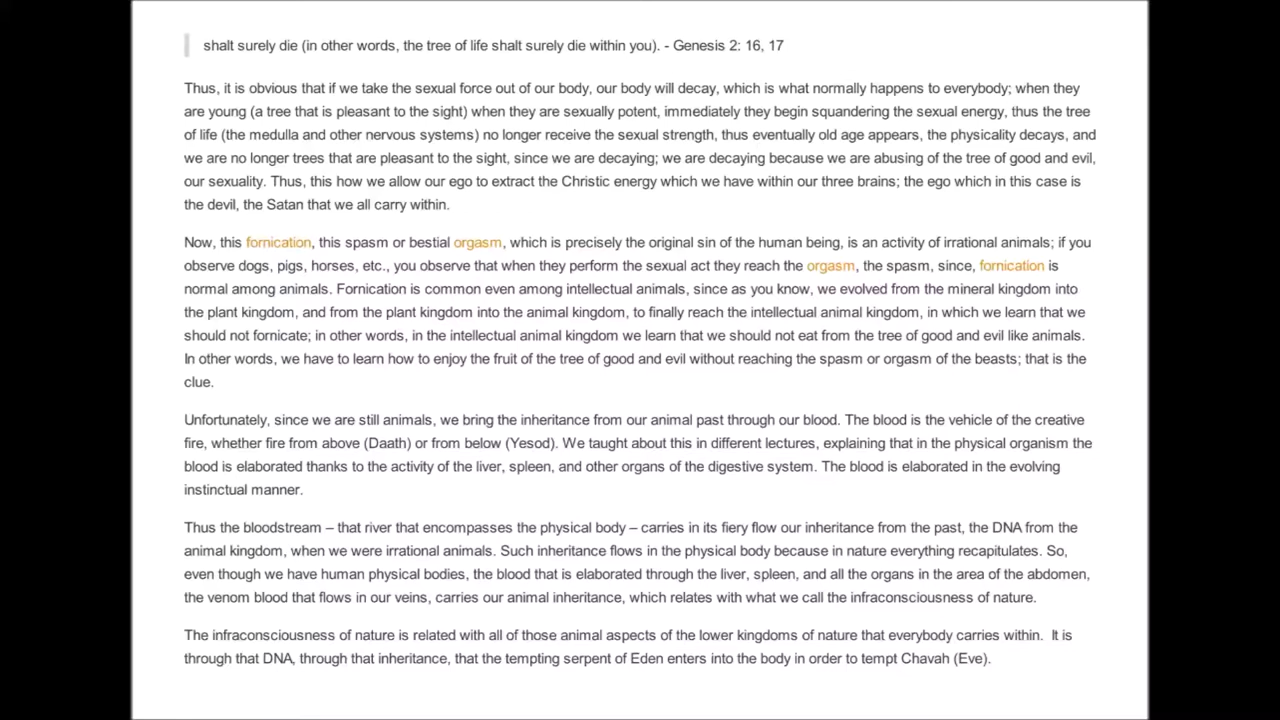 shalt surely die (in other words, the tree of life shalt surely die within you). - Genesis 2: 16, 17
Thus, it is obvious that if we take the sexual force out of our body, our body will decay, which is what normally happens to everybody; when they
are young (a tree that is pleasant to the sight) when they are sexually potent, immediately they begin squandering the sexual energy, thus the tree
of life (the medulla and other nervous systems) no longer receive the sexual strength, thus eventually old age appears, the physicality decays, and
we are no longer trees that are pleasant to the sight, since we are decaying; we are decaying because we are abusing of the tree of good and evil,
our sexuality. Thus, this how we allow our ego to extract the Christic energy which we have within our three brains; the ego which in this case is
the devil, the Satan that we all carry within.
Now, this fornication, this spasm or bestial orgasm, which is precisely the original sin of the human being, is an activity of irrational animals; if you
observe dogs, pigs, horses, etc., you observe that when they perform the sexual act they reach the orgasm, the spasm, since, fornication is
normal among animals. Fornication is common even among intellectual animals, since as you know, we evolved from the mineral kingdom into
the plant kingdom, and from the plant kingdom into the animal kingdom, to finally reach the intellectual animal kingdom, in which we learn that we
should not fornicate; in other words, in the intellectual animal kingdom we learn that we should not eat from the tree of good and evil like animals.
In other words, we have to learn how to enjoy the fruit of the tree of good and evil without reaching the spasm or orgasm of the beasts; that is the
clue.
Unfortunately, since we are still animals, we bring the inheritance from our animal past through our blood. The blood is the vehicle of the creative
fire, whether fire from above (Daath) or from below (Yesod). We taught about this in different lectures, explaining that in the physical organism the
blood is elaborated thanks to the activity of the liver, spleen, and other organs of the digestive system. The blood is elaborated in the evolving
instinctual manner.
Thus the bloodstream – that river that encompasses the physical body – carries in its fiery flow our inheritance from the past, the DNA from the
animal kingdom, when we were irrational animals. Such inheritance flows in the physical body because in nature everything recapitulates. So,
even though we have human physical bodies, the blood that is elaborated through the liver, spleen, and all the organs in the area of the abdomen,
the venom blood that flows in our veins, carries our animal inheritance, which relates with what we call the infraconsciousness of nature.
The infraconsciousness of nature is related with all of those animal aspects of the lower kingdoms of nature that everybody carries within.  It is
through that DNA, through that inheritance, that the tempting serpent of Eden enters into the body in order to tempt Chavah (Eve).